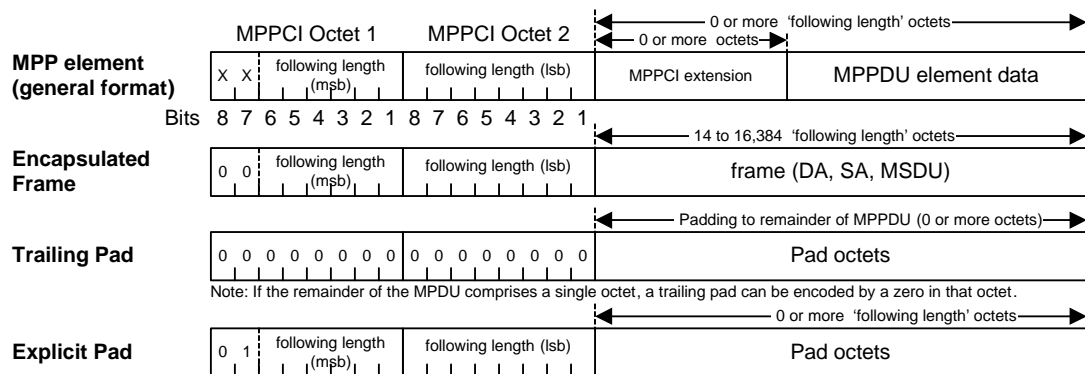 0 or more 'following length' octets
MPPCI Octet 1 MPPCI Octet 2 0 or more octets
MPP element (general format) X X following length (msb) following length (lsb) MPPCI extension MPPDU element data
Bits 8 7 6 5 4 3 2 1 8 7 6 5 4 3 2 1
14 to 16,384 'following length' octets
Encapsulated Frame 0 0 following length (msb) following length (lsb) frame (DA, SA, MSDU)
Padding to remainder of MPPDU (0 or more octets)
Trailing Pad 0 0 0 0 0 0 0 0 0 0 0 0 0 0 0 0 Pad octets
Note: If the remainder of the MPDU comprises a single octet, a trailing pad can be encoded by a zero in that octet.
0 or more 'following length' octets
Explicit Pad 0 1 following length (msb) following length (lsb) Pad octets